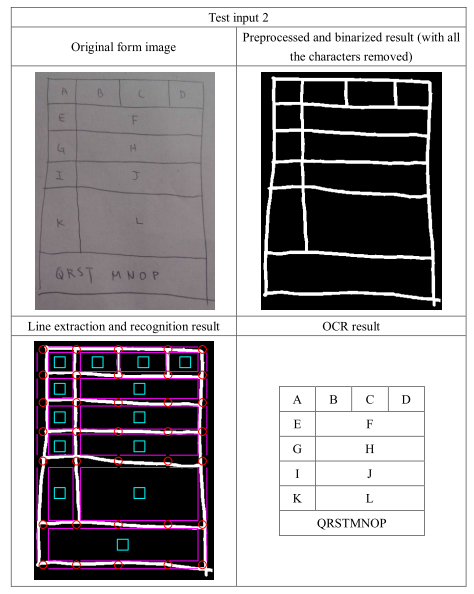 Test input 2
Original form image
Preprocessed and binarized result (with all
the characters removed)
A B C D
E F
G H
I J
K L
QRST MNOP
Line extraction and recognition result
OCR result
A B C D
E F
G H
I J
K L
QRSTMNOP